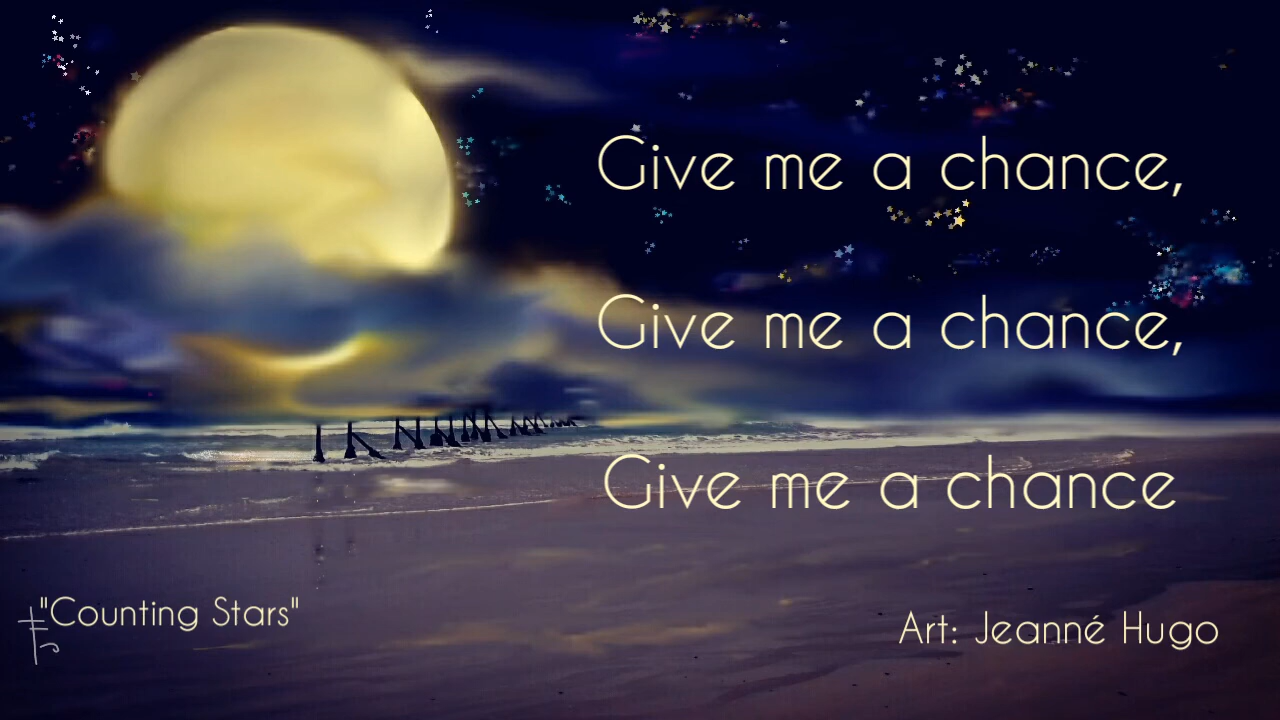 Give me a chance,
Give me a chance,
Give me a chance
"Counting Stars"
Art: Jeanné Hugo